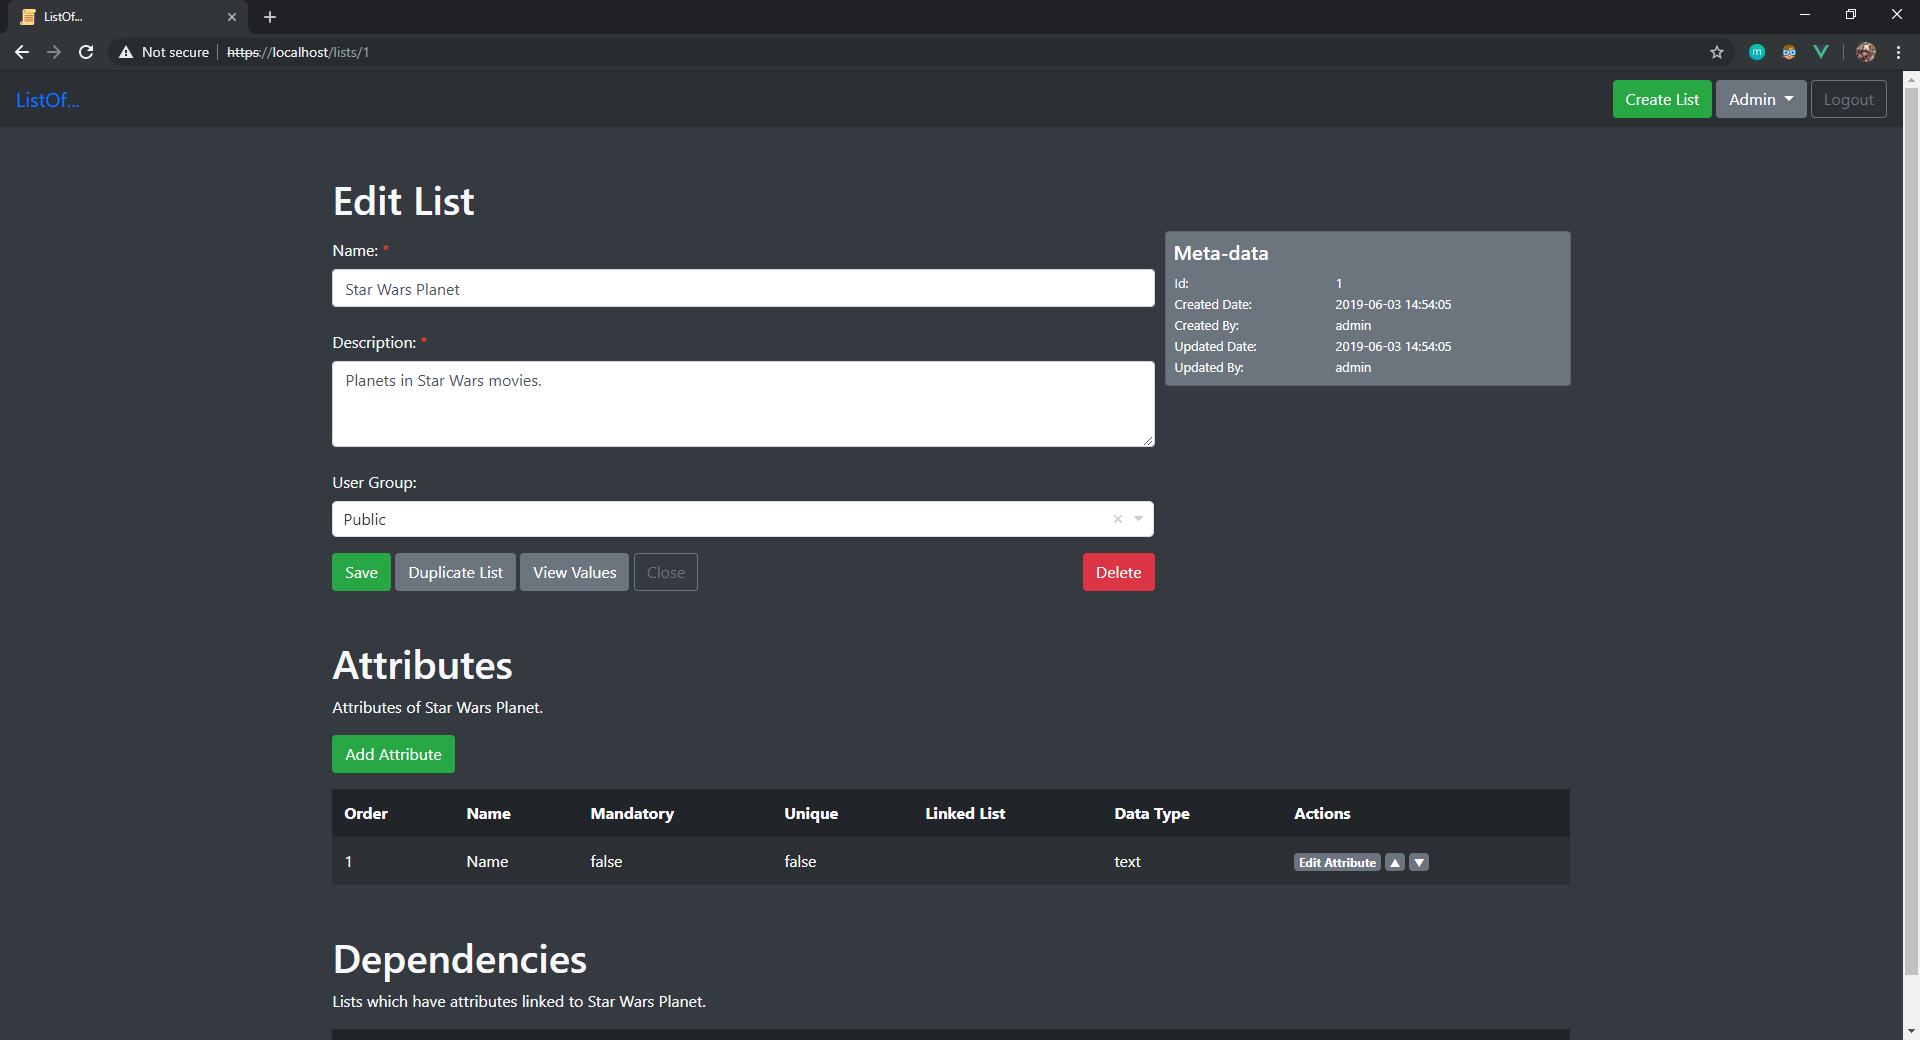 ListOf...
Not secure
https://localhost/lists/1
m
ListOf...
Create List
Admin
Logout
Edit List
Name: *
Star Wars Planet
Description: *
Planets in Star Wars movies.
User Group:
Public
Save
Duplicate List
View Values
Close
Delete
Meta-data
Id: 1
Created Date: 2019-06-03 14:54:05
Created By: admin
Updated Date: 2019-06-03 14:54:05
Updated By: admin
Attributes
Attributes of Star Wars Planet.
Add Attribute
Order Name Mandatory Unique Linked List Data Type Actions
1 Name false false text Edit Attribute ▲ ▼
Dependencies
Lists which have attributes linked to Star Wars Planet.